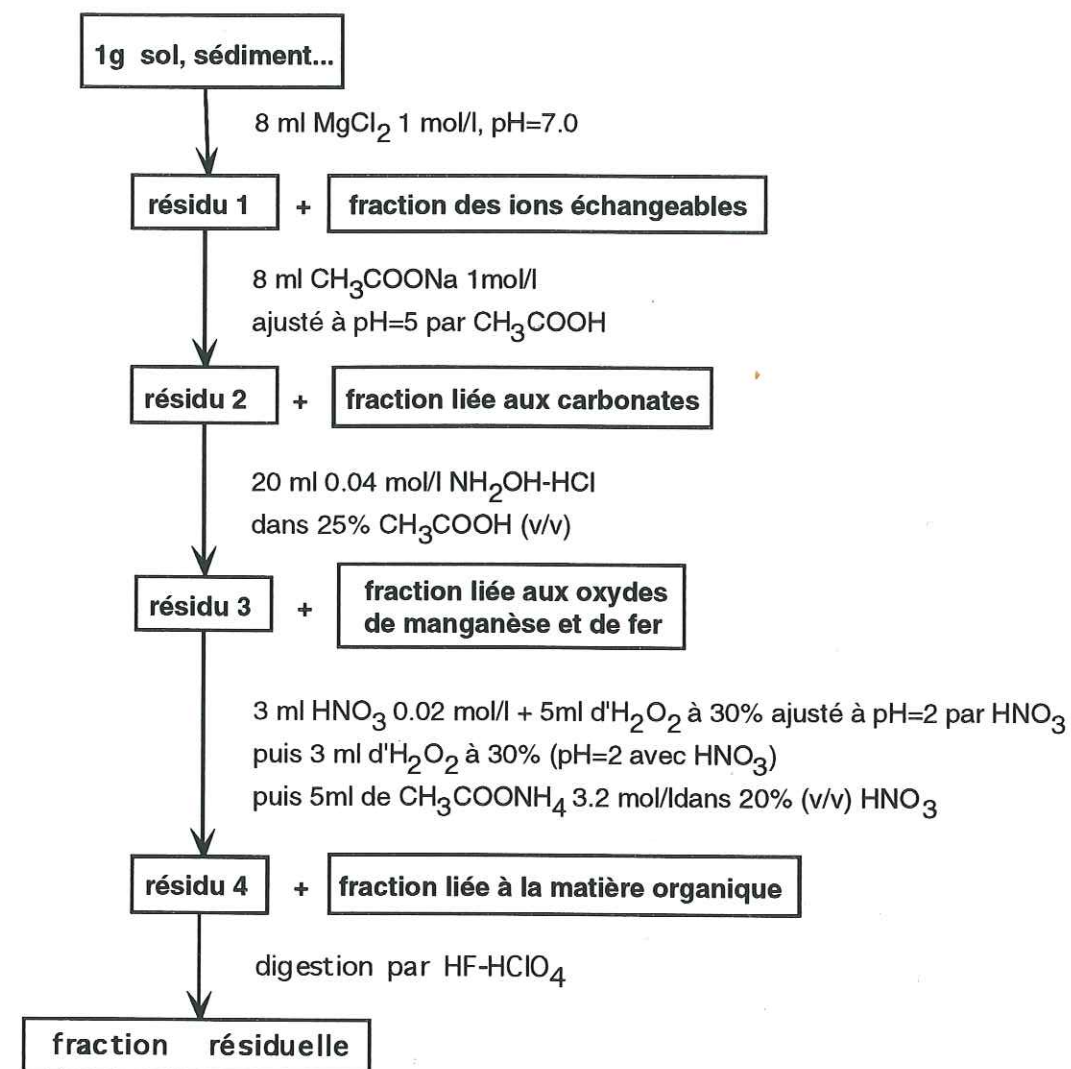 1g sol, sédiment...
8 ml MgCl2 1 mol/l, pH=7.0
résidu 1 + fraction des ions échangeables
8 ml CH3COONa 1mol/l
ajusté à pH=5 par CH3COOH
résidu 2 + fraction liée aux carbonates
20 ml 0.04 mol/l NH2OH-HCl
dans 25% CH3COOH (v/v)
résidu 3 + fraction liée aux oxydes
de manganèse et de fer
3 ml HNO3 0.02 mol/l + 5ml d'H2O2 à 30% ajusté à pH=2 par HNO3
puis 3 ml d'H2O2 à 30% (pH=2 avec HNO3)
puis 5ml de CH3COONH4 3.2 mol/ldans 20% (v/v) HNO3
résidu 4 + fraction liée à la matière organique
digestion par HF-HClO4
fraction résiduelle